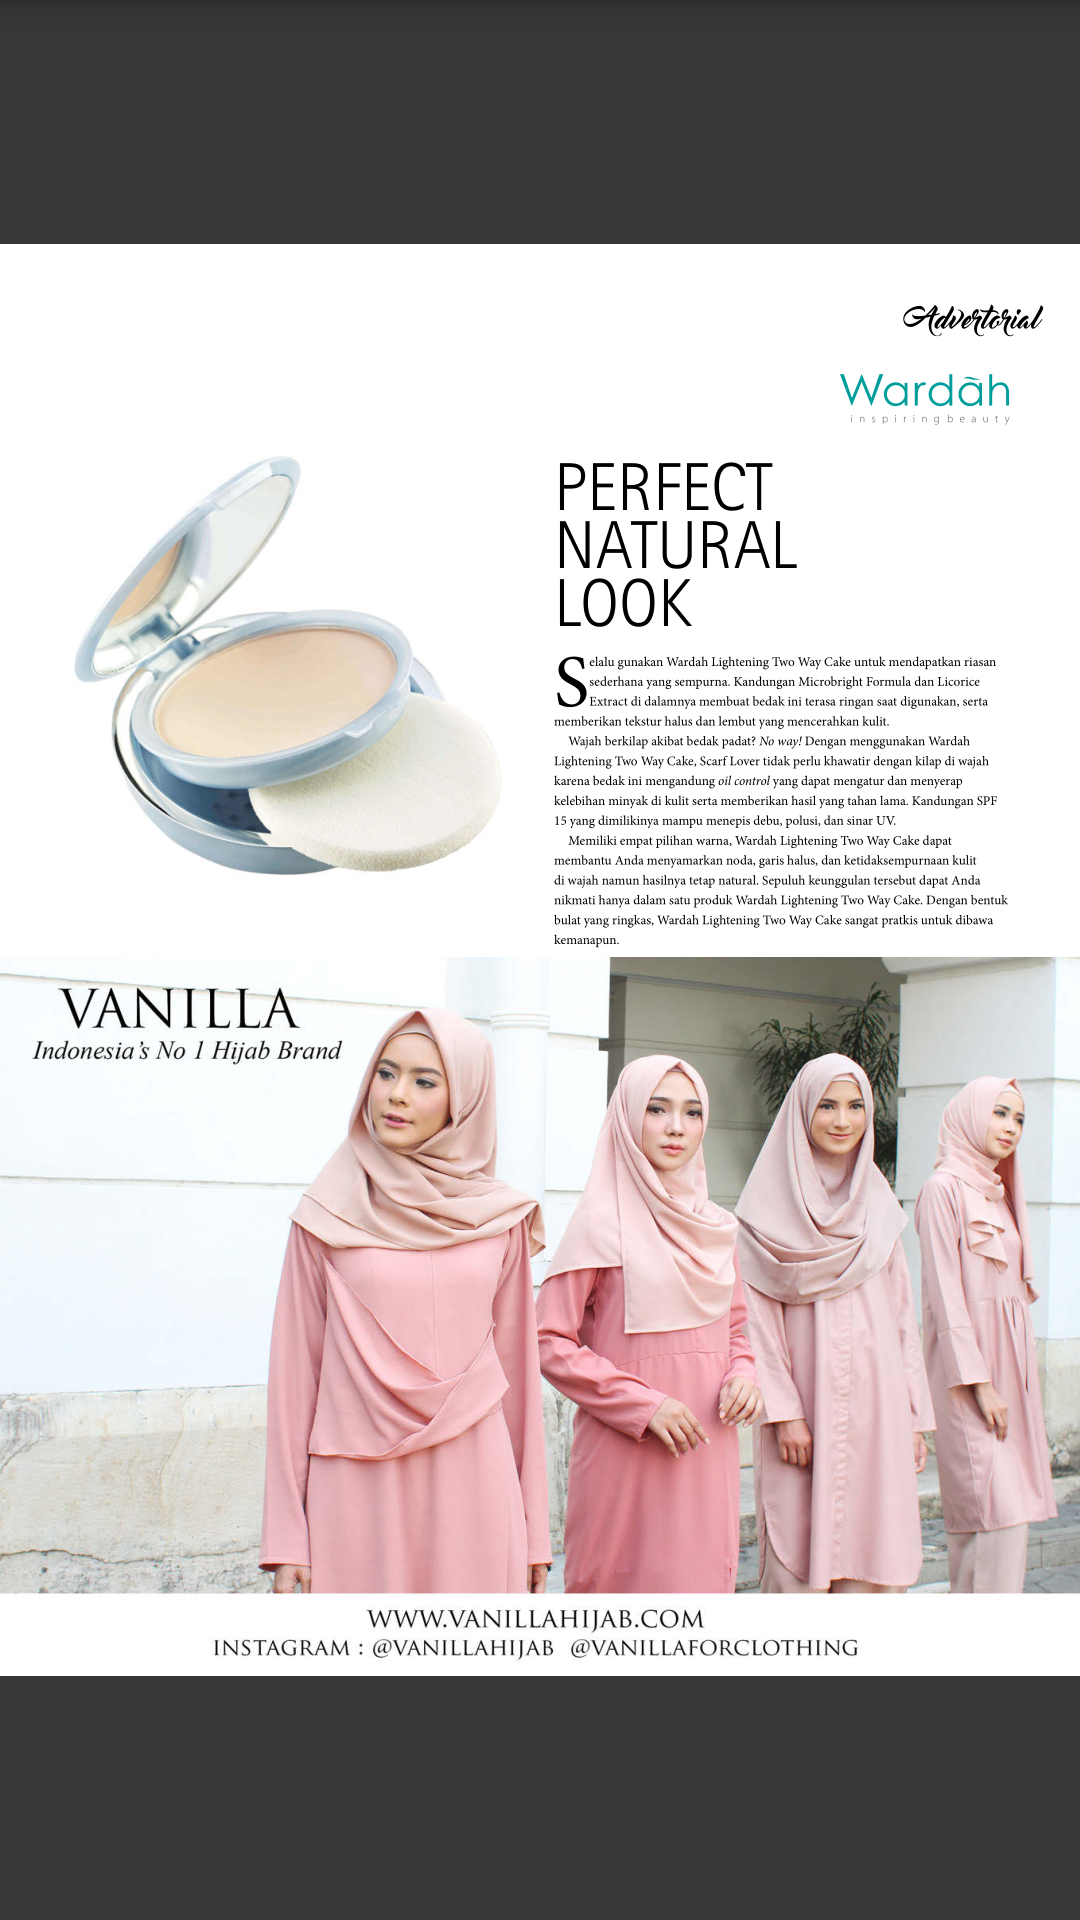 Advertorial
Wardah
inspiringbeauty
PERFECT
NATURAL
LOOK
Selalu gunakan Wardah Lightening Two Way Cake untuk mendapatkan riasan
sederhana yang sempurna. Kandungan Microbright Formula dan Licorice
Extract di dalamnya membuat bedak ini terasa ringan saat digunakan, serta
memberikan tekstur halus dan lembut yang mencerahkan kulit.
Wajah berkilap akibat bedak padat? No way! Dengan menggunakan Wardah
Lightening Two Way Cake, Scarf Lover tidak perlu khawatir dengan kilap di wajah
karena bedak ini mengandung oil control yang dapat mengatur dan menyerap
kelebihan minyak di kulit serta memberikan hasil yang tahan lama. Kandungan SPF
15 yang dimilikinya mampu menepis debu, polusi, dan sinar UV.
Memiliki empat pilihan warna, Wardah Lightening Two Way Cake dapat
membantu Anda menyamarkan noda, garis halus, dan ketidaksempurnaan kulit
di wajah namun hasilnya tetap natural. Sepuluh keunggulan tersebut dapat Anda
nikmati hanya dalam satu produk Wardah Lightening Two Way Cake. Dengan bentuk
bulat yang ringkas, Wardah Lightening Two Way Cake sangat pratkis untuk dibawa
kemanapun.
VANILLA
Indonesia's No 1 Hijab Brand
WWW.VANILLAHIJAB.COM
INSTAGRAM : @VANILLAHIJAB @VANILLAFORCLOTHING